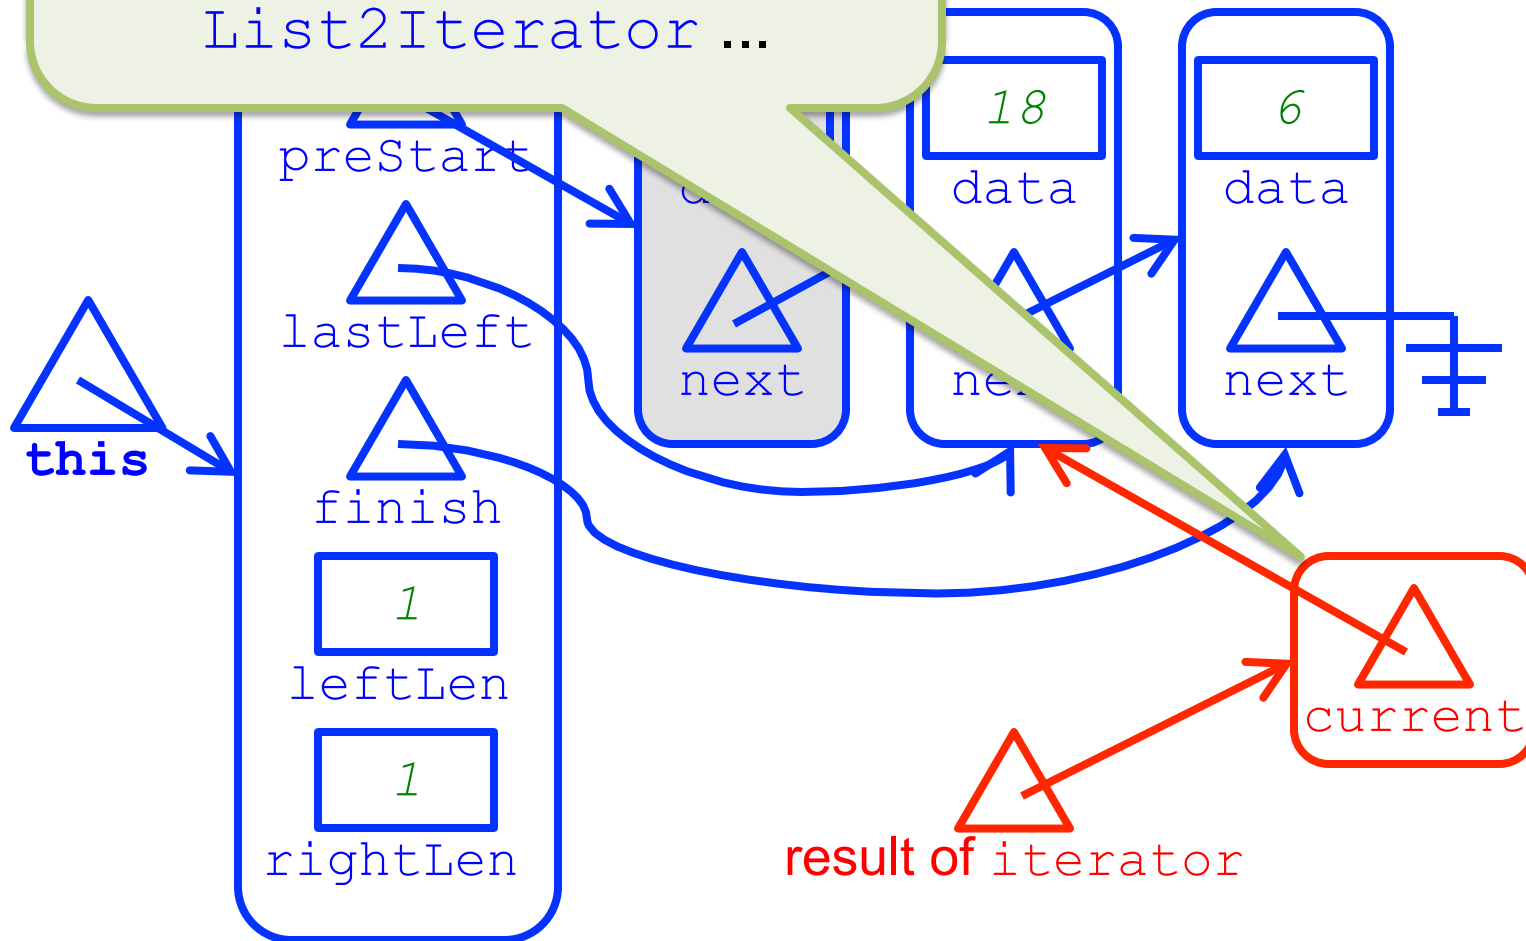 List2Iterator ...
18
6
preStart
data
data
lastLeft
next
next
this
finish
1
leftLen
current
1
rightLen
result of iterator